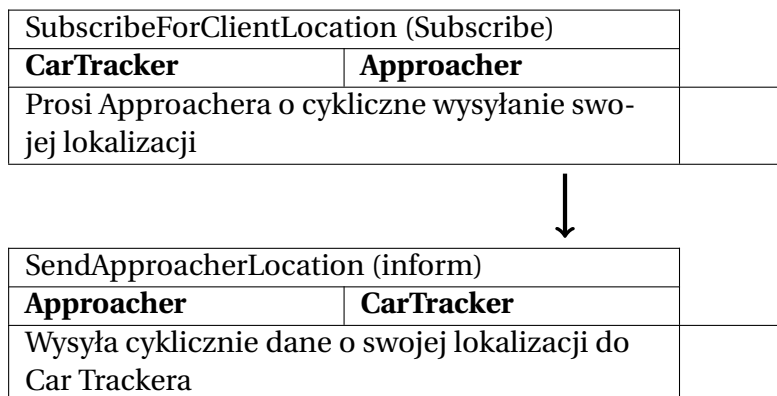 SubscribeForClientLocation (Subscribe)
CarTracker Approacher
Prosi Approachera o cykliczne wysyłanie swo-
jej lokalizacji
SendApproacherLocation (inform)
Approacher CarTracker
Wysyła cyklicznie dane o swojej lokalizacji do
Car Trackera